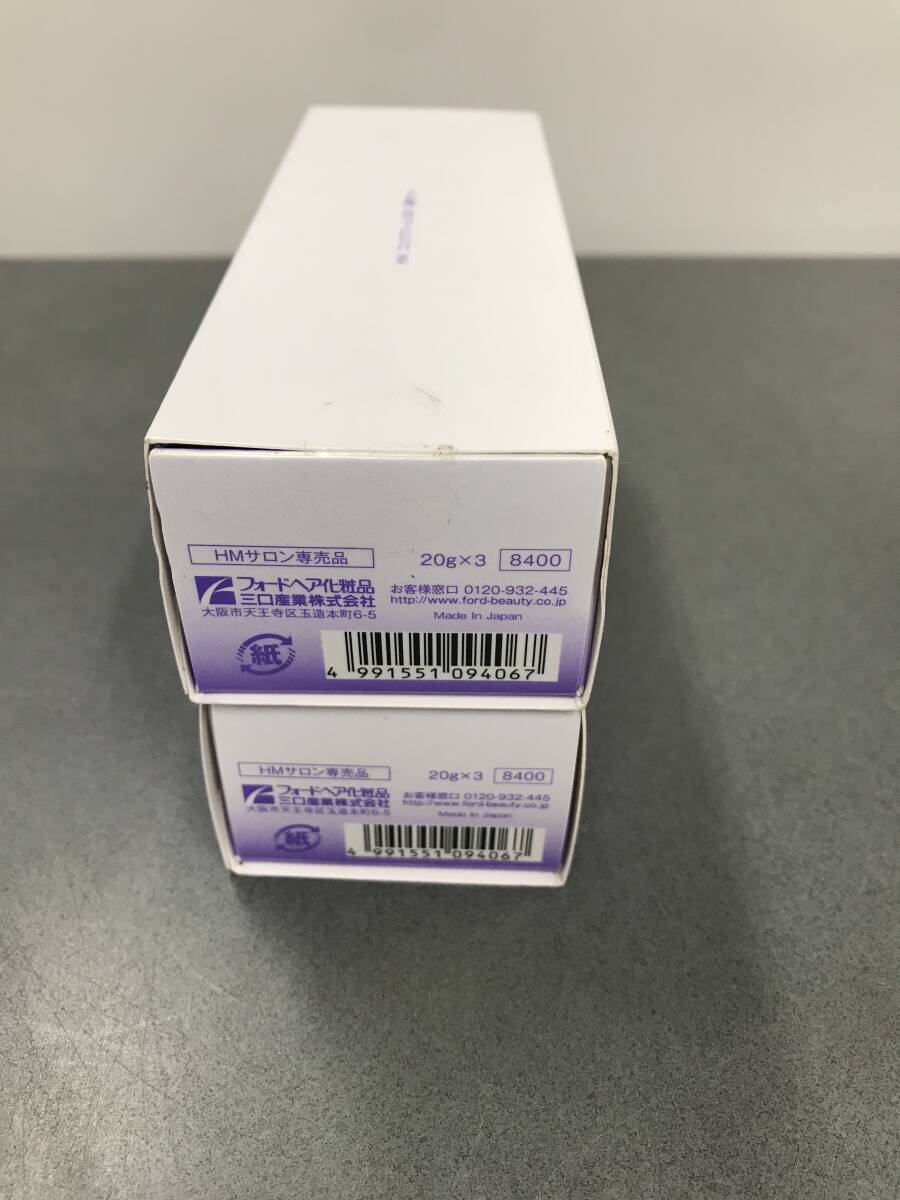 HMサロン専売品 20g×3 8400
フォードヘア化粧品 お客様窓口 0120-932-445
三口産業株式会社 http://www.ford-beauty.co.jp
大阪市天王寺区玉造本町6-5 Made In Japan
紙
4 991551 094067
HMサロン専売品 20g×3 8400
フォードヘア化粧品 お客様窓口 0120-932-445
三口産業株式会社 http://www.ford-beauty.co.jp
大阪市天王寺区玉造本町6-5 Made In Japan
紙
4 991551 094067